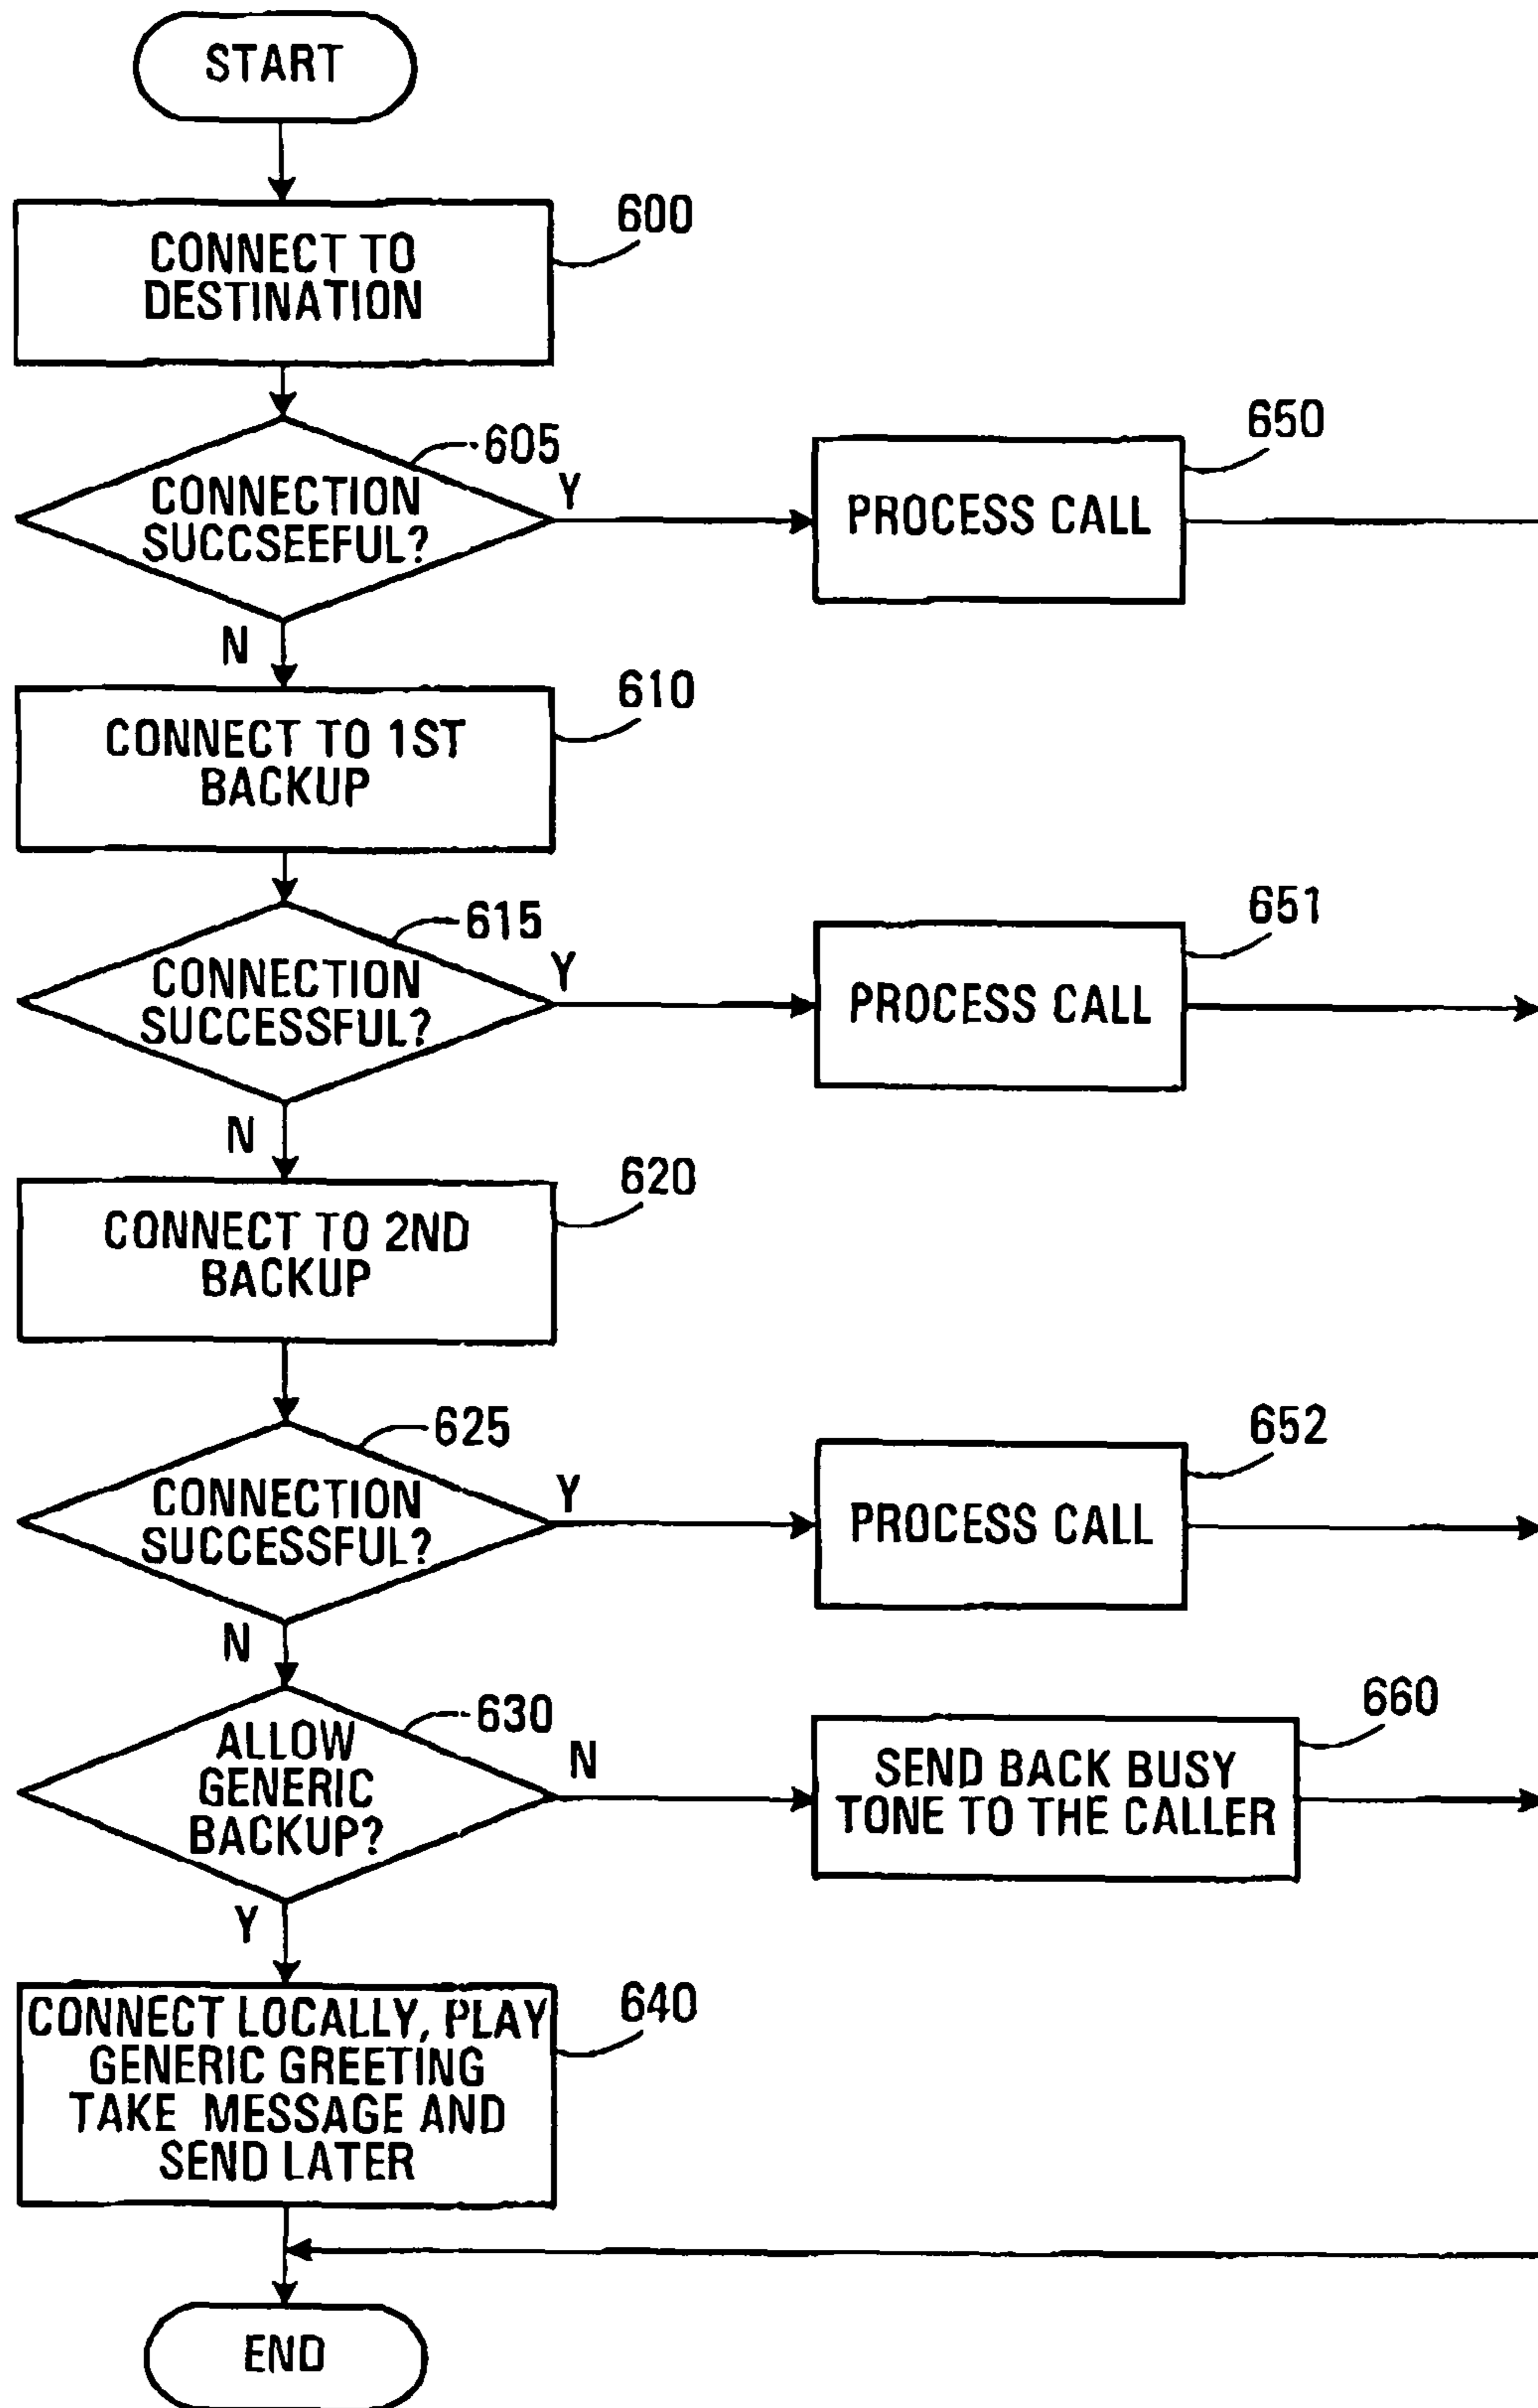 START
600
CONNECT TO
DESTINATION
605
CONNECTION
SUCCSEEFUL?
Y
650
PROCESS CALL
N
610
CONNECT TO 1ST
BACKUP
615
CONNECTION
SUCCESSFUL?
Y
651
PROCESS CALL
N
620
CONNECT TO 2ND
BACKUP
625
CONNECTION
SUCCESSFUL?
Y
652
PROCESS CALL
N
630
ALLOW
GENERIC
BACKUP?
N
660
SEND BACK BUSY
TONE TO THE CALLER
Y
640
CONNECT LOCALLY, PLAY
GENERIC GREETING
TAKE MESSAGE AND
SEND LATER
END